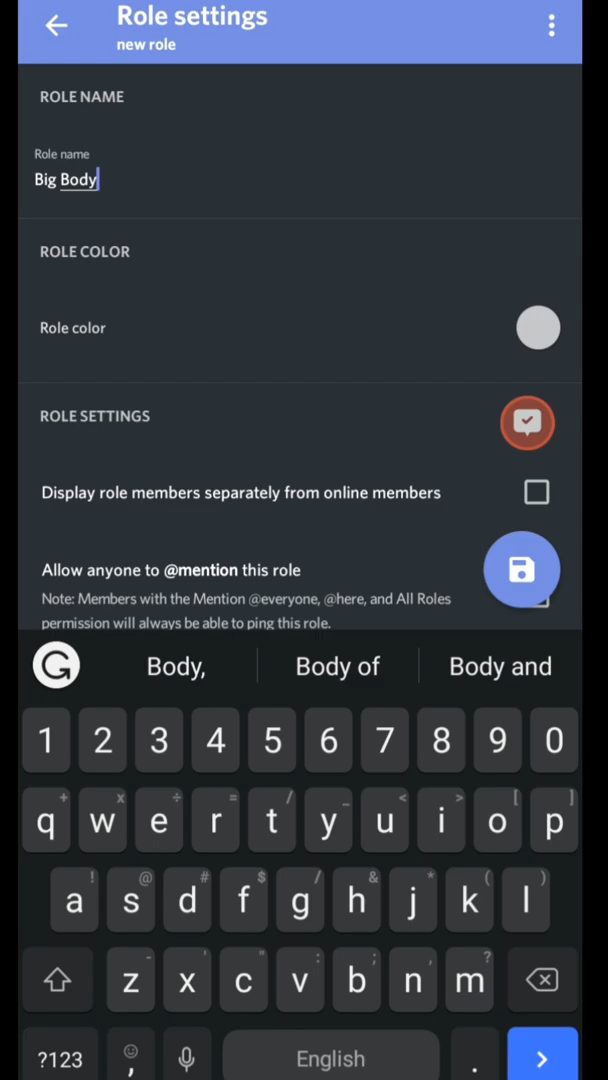 Role settings
new role
ROLE NAME
Role name
Big Body
ROLE COLOR
Role color
ROLE SETTINGS
Display role members separately from online members
Allow anyone to @mention this role
Note: Members with the Mention @everyone, @here, and All Roles
permission will always be able to ping this role.
Body, Body of Body and
1 2 3 4 5 6 7 8 9 0
+ × ÷ = / _ < > [ ]
q w e r t y u i o p
! @ # $ / & * ( )
a s d f g h j k l
- ' " : ; , ?
z x c v b n m
?123 , English .